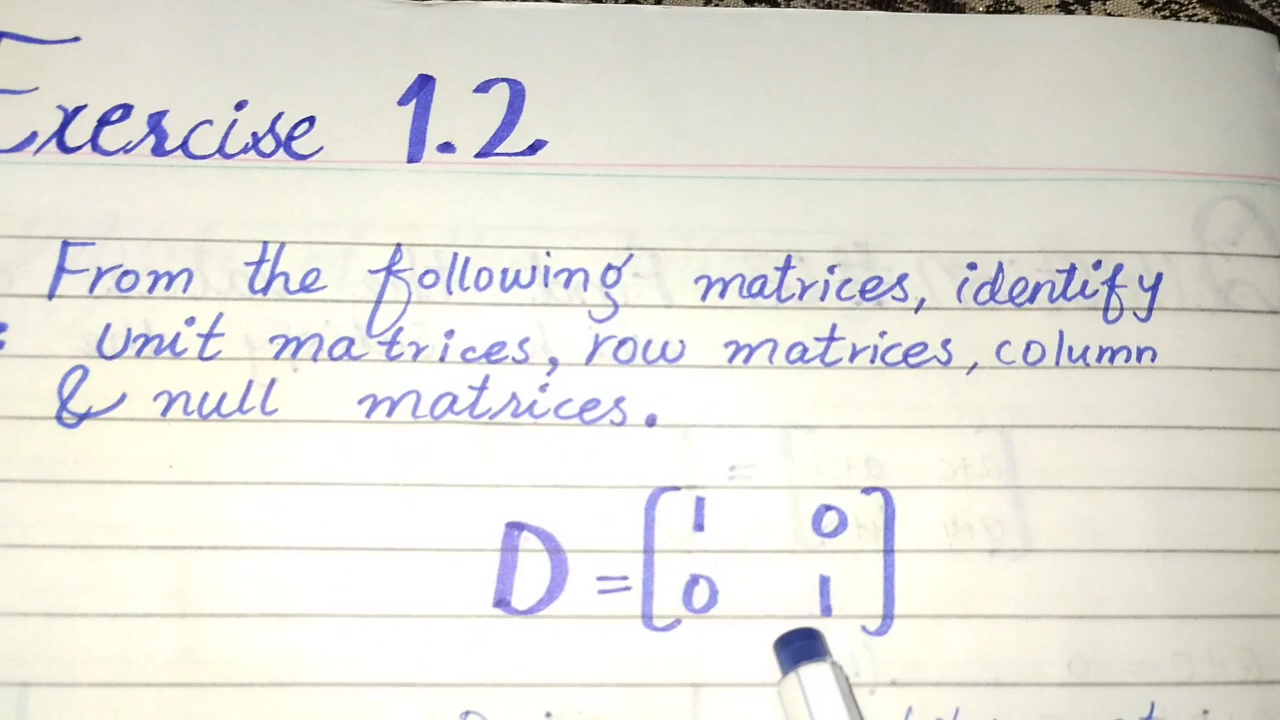 Exercise 1.2
From the following matrices, identify
: unit matrices, row matrices, column
& null matrices.
D = [1 0
0 1]